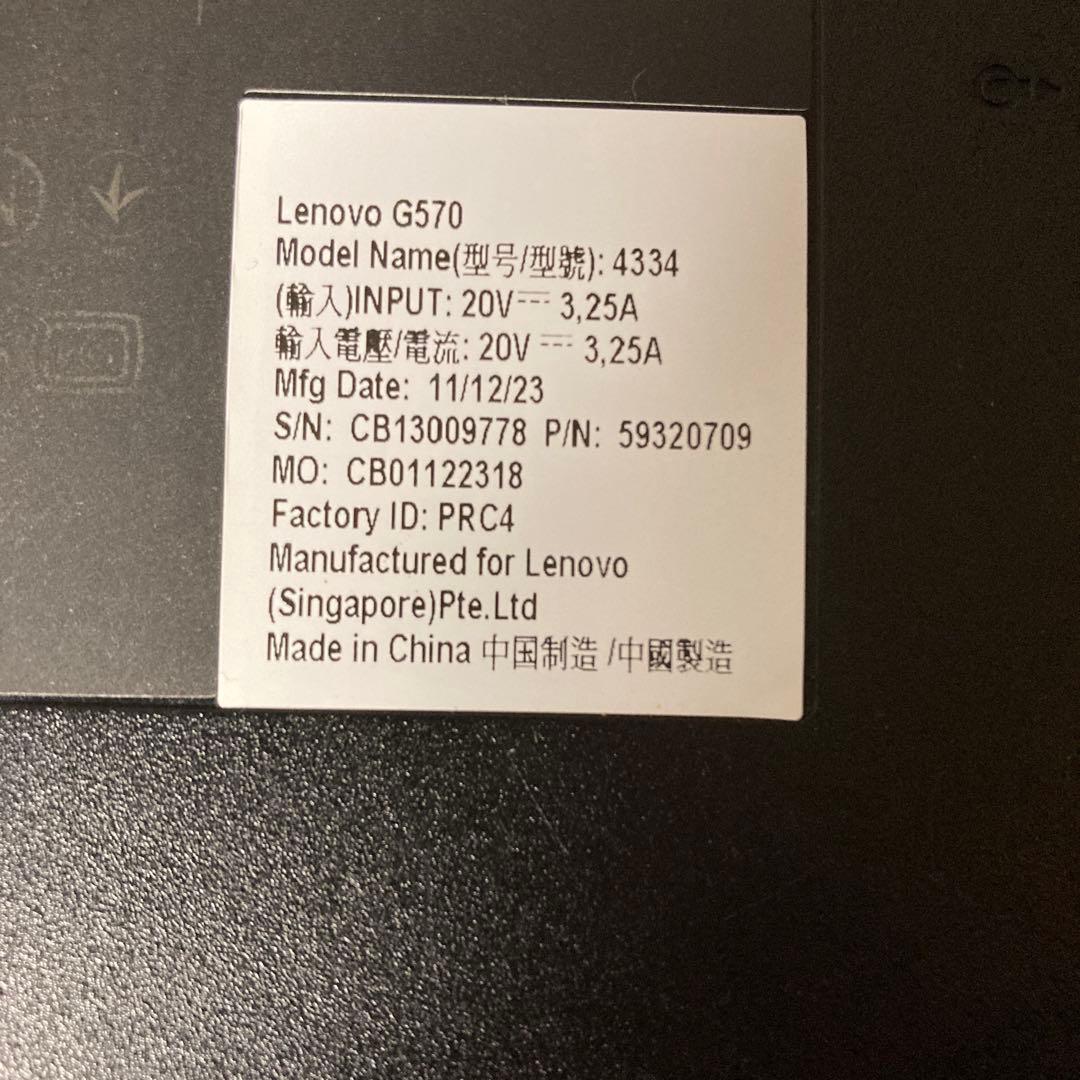 Lenovo G570
Model Name(型号/型號): 4334
(輸入)INPUT: 20V⎓ 3,25A
輸入電壓/電流: 20V ⎓ 3,25A
Mfg Date: 11/12/23
S/N: CB13009778 P/N: 59320709
MO: CB01122318
Factory ID: PRC4
Manufactured for Lenovo
(Singapore)Pte.Ltd
Made in China 中国制造 /中國製造